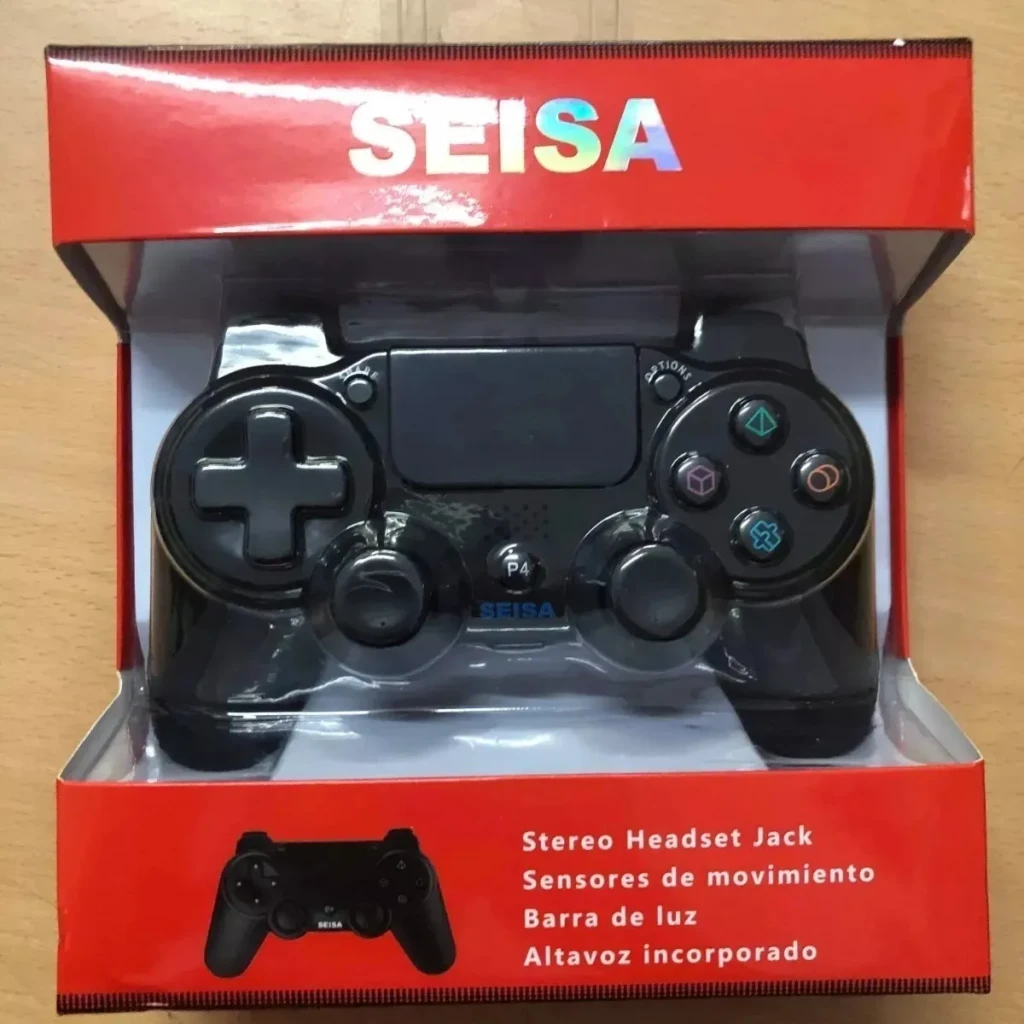 SEISA
SHARE
OPTIONS
P4
SEISA
Stereo Headset Jack
Sensores de movimiento
Barra de luz
Altavoz incorporado
SEISA